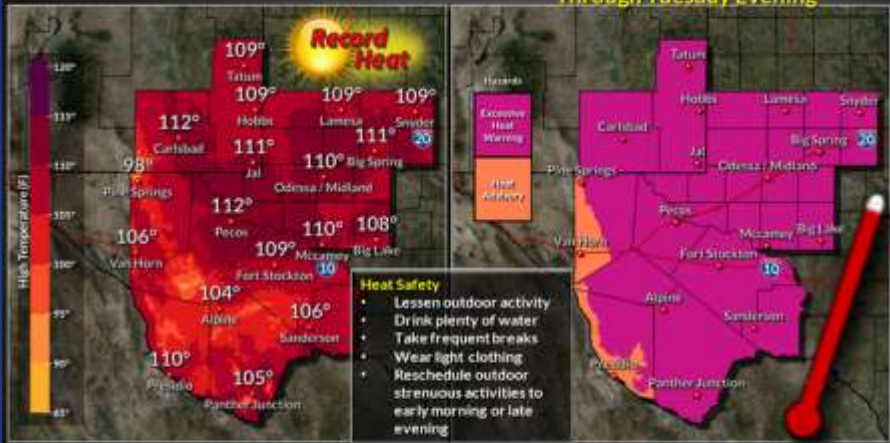 Through Tuesday Evening
Record
Heat
High Temperature (F)
120°
115°
110°
105°
100°
95°
90°
85°
109°
Tatum
109°
Hobbs
109°
Lamesa
109°
Snyder
20
112°
Carlsbad
111°
Jal
111°
Big Spring
110°
Odessa / Midland
98°
Pine Springs
112°
Pecos
110°
Mccamey
108°
Big Lake
106°
Van Horn
109°
Fort Stockton
10
104°
Alpine
106°
Sanderson
110°
Presidio
105°
Panther Junction
Heat Safety
• Lessen outdoor activity
• Drink plenty of water
• Take frequent breaks
• Wear light clothing
• Reschedule outdoor
strenuous activities to
early morning or late
evening
Hazards
Excessive
Heat
Warning
Heat
Advisory
Tatum
Hobbs
Lamesa
Snyder
Carlsbad
Big Spring
20
Jal
Odessa / Midland
Pine Springs
Pecos
Mccamey
Big Lake
Van Horn
Fort Stockton
10
Alpine
Sanderson
Presidio
Panther Junction